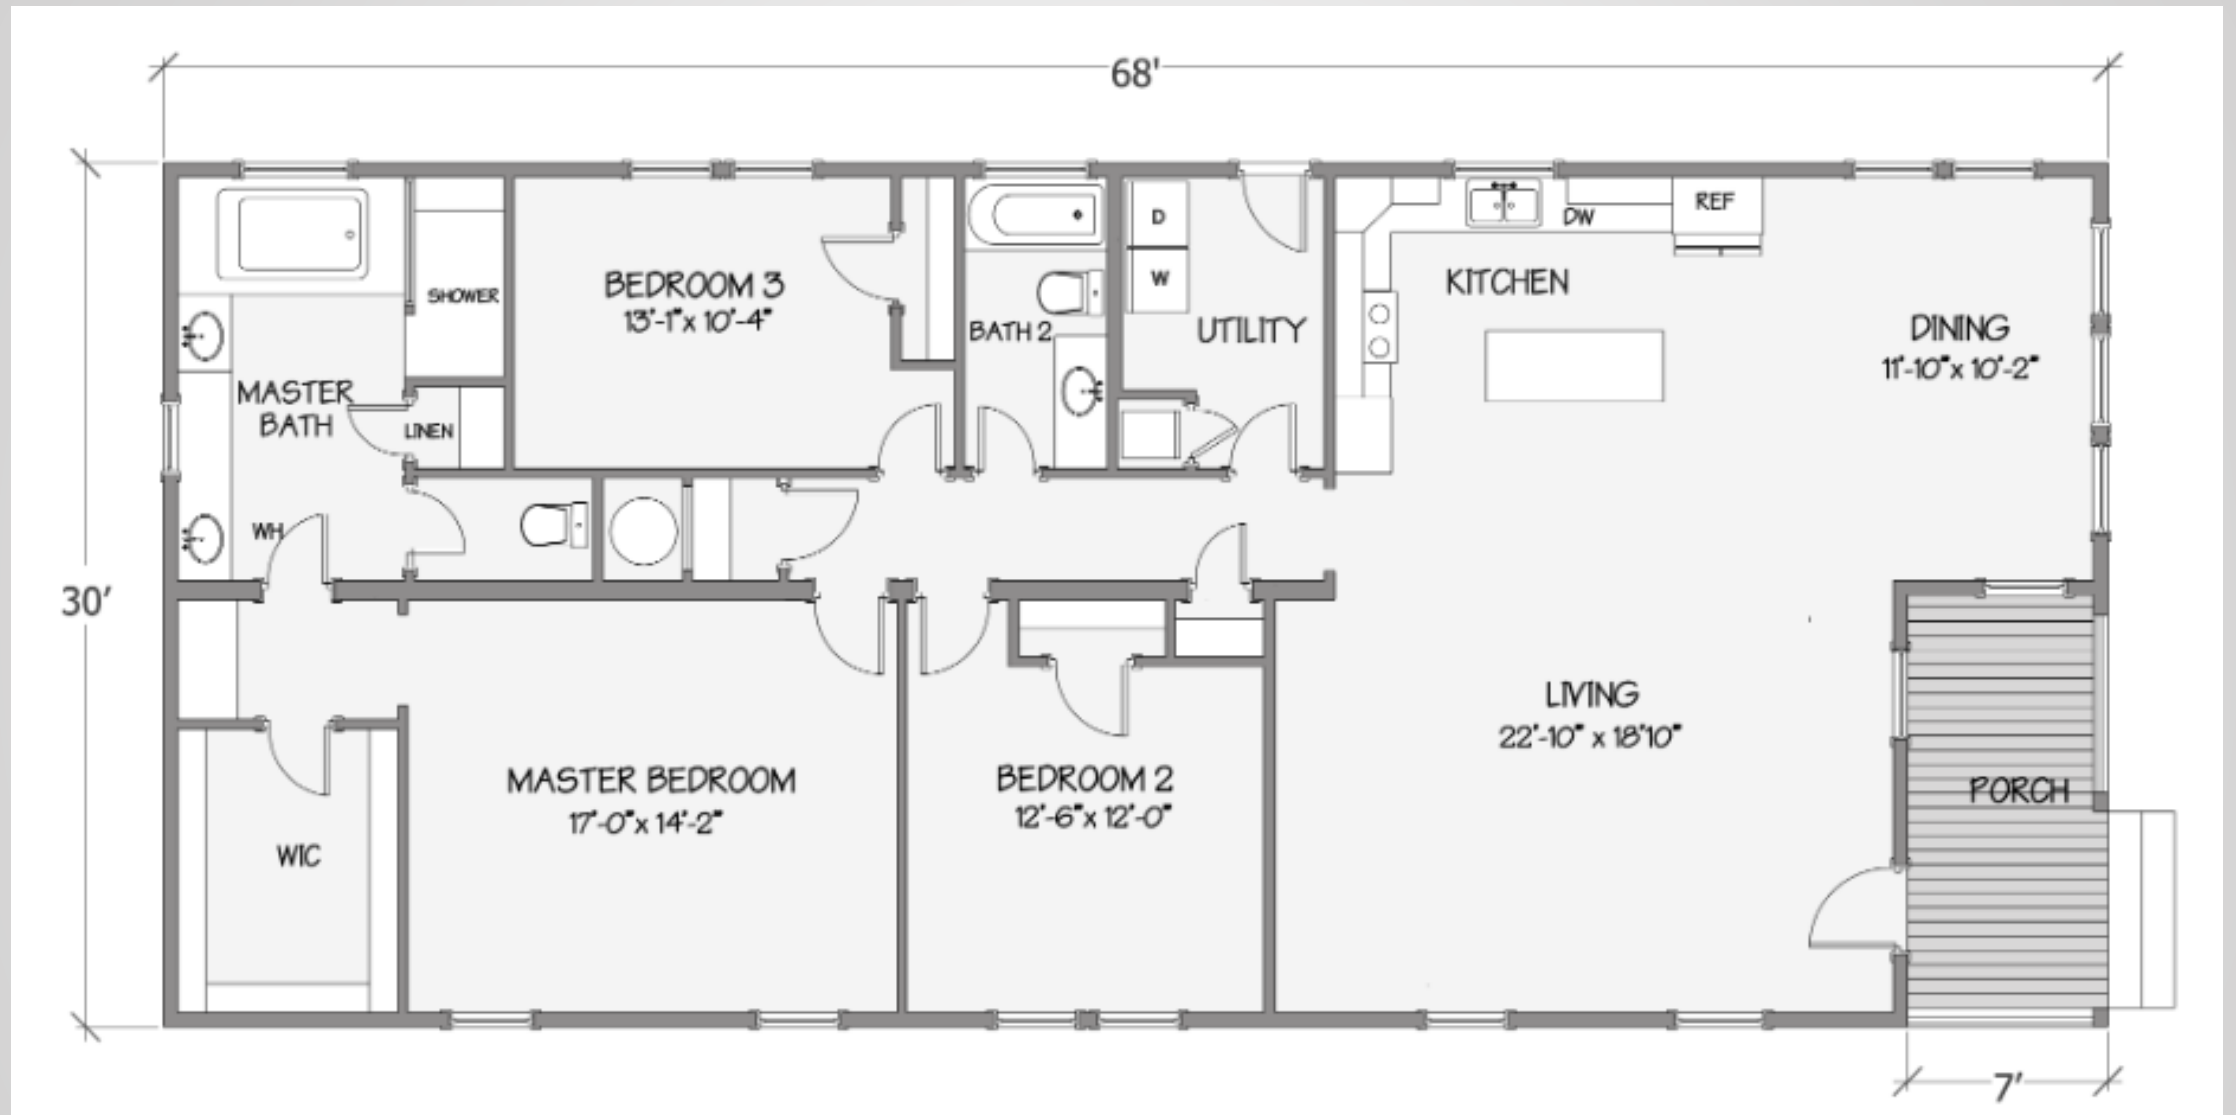 68'
30'
7'
SHOWER
MASTER
BATH
LINEN
WH
BEDROOM 3
13'-1"x 10'-4"
BATH 2
D
W
UTILITY
KITCHEN
DW
REF
DINING
11'-10"x 10'-2"
WIC
MASTER BEDROOM
17'-0"x 14'-2"
BEDROOM 2
12'-6"x 12'-0"
LIVING
22'-10" x 18'10"
PORCH